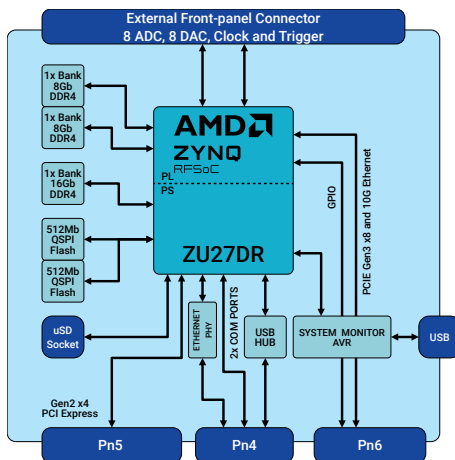 External Front-panel Connector
8 ADC, 8 DAC, Clock and Trigger
1x Bank
8Gb
DDR4
1x Bank
8Gb
DDR4
1x Bank
16Gb
DDR4
512Mb
QSPI
Flash
512Mb
QSPI
Flash
AMD
ZYNQ
RFSoC
PL
PS
ZU27DR
GPIO
PCIE Gen3 x8 and 10G Ethernet
uSD
Socket
ETHERNET
PHY
2x COM PORTS
USB
HUB
SYSTEM MONITOR
AVR
USB
Gen2 x4
PCI Express
Pn5
Pn4
Pn6